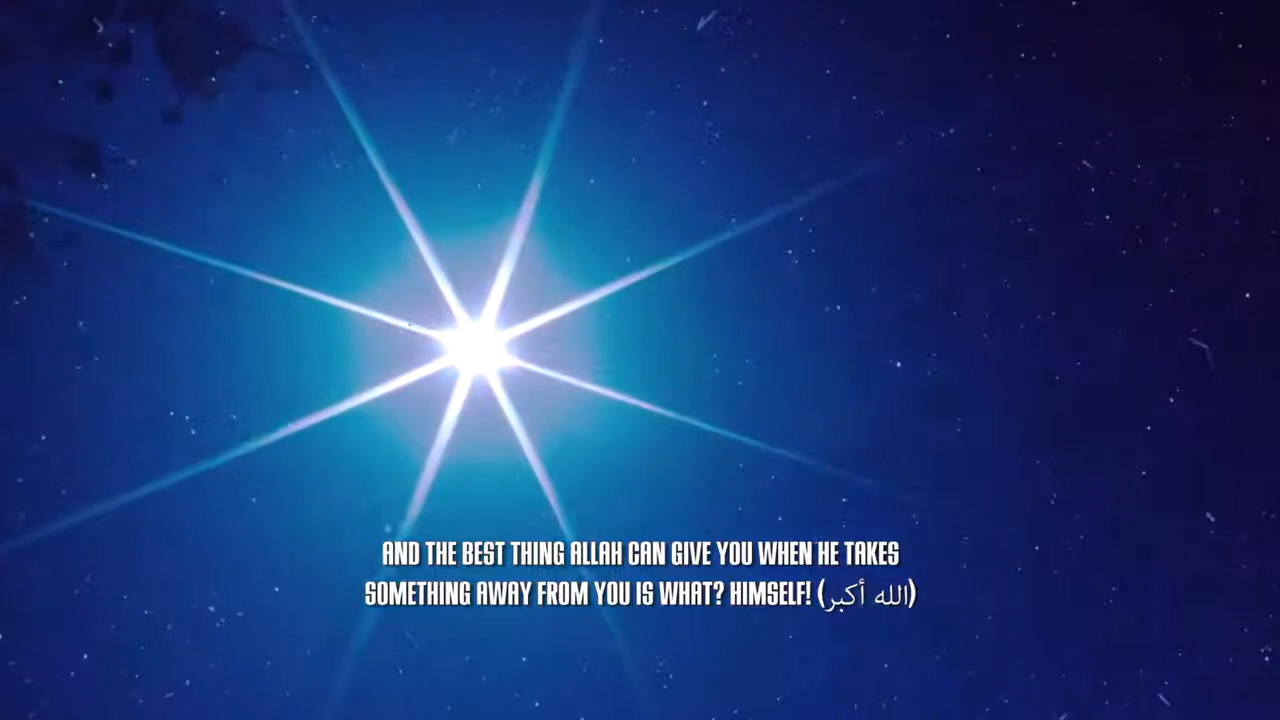 AND THE BEST THING ALLAH CAN GIVE YOU WHEN HE TAKES
SOMETHING AWAY FROM YOU IS WHAT? HIMSELF! (الله أكبر)